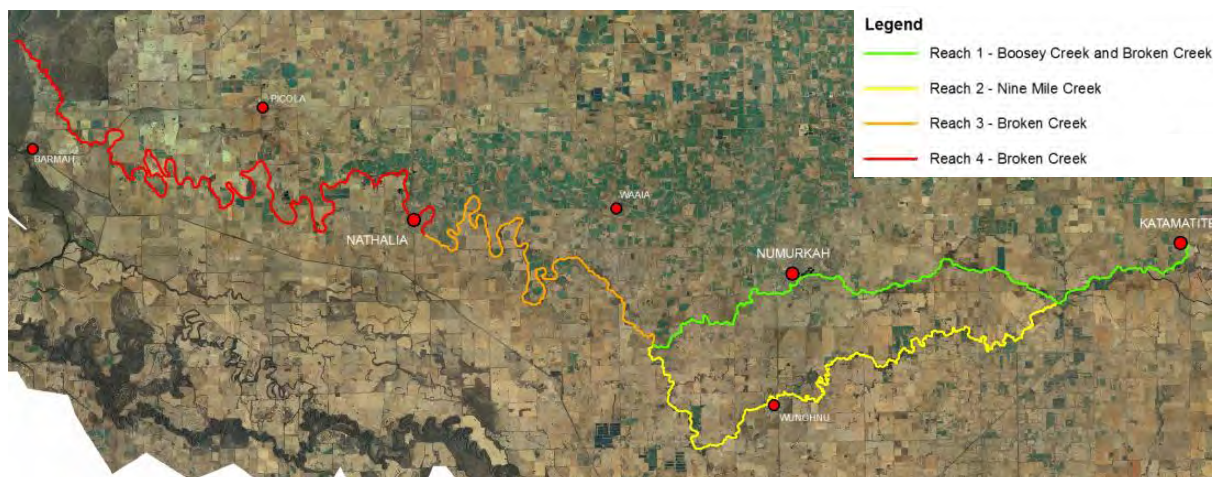 Legend
Reach 1 - Boosey Creek and Broken Creek
Reach 2 - Nine Mile Creek
Reach 3 - Broken Creek
Reach 4 - Broken Creek
PICOLA
BARMAH
WAAIA
NATHALIA
KATAMATITE
NUMURKAH
WUNGHNU